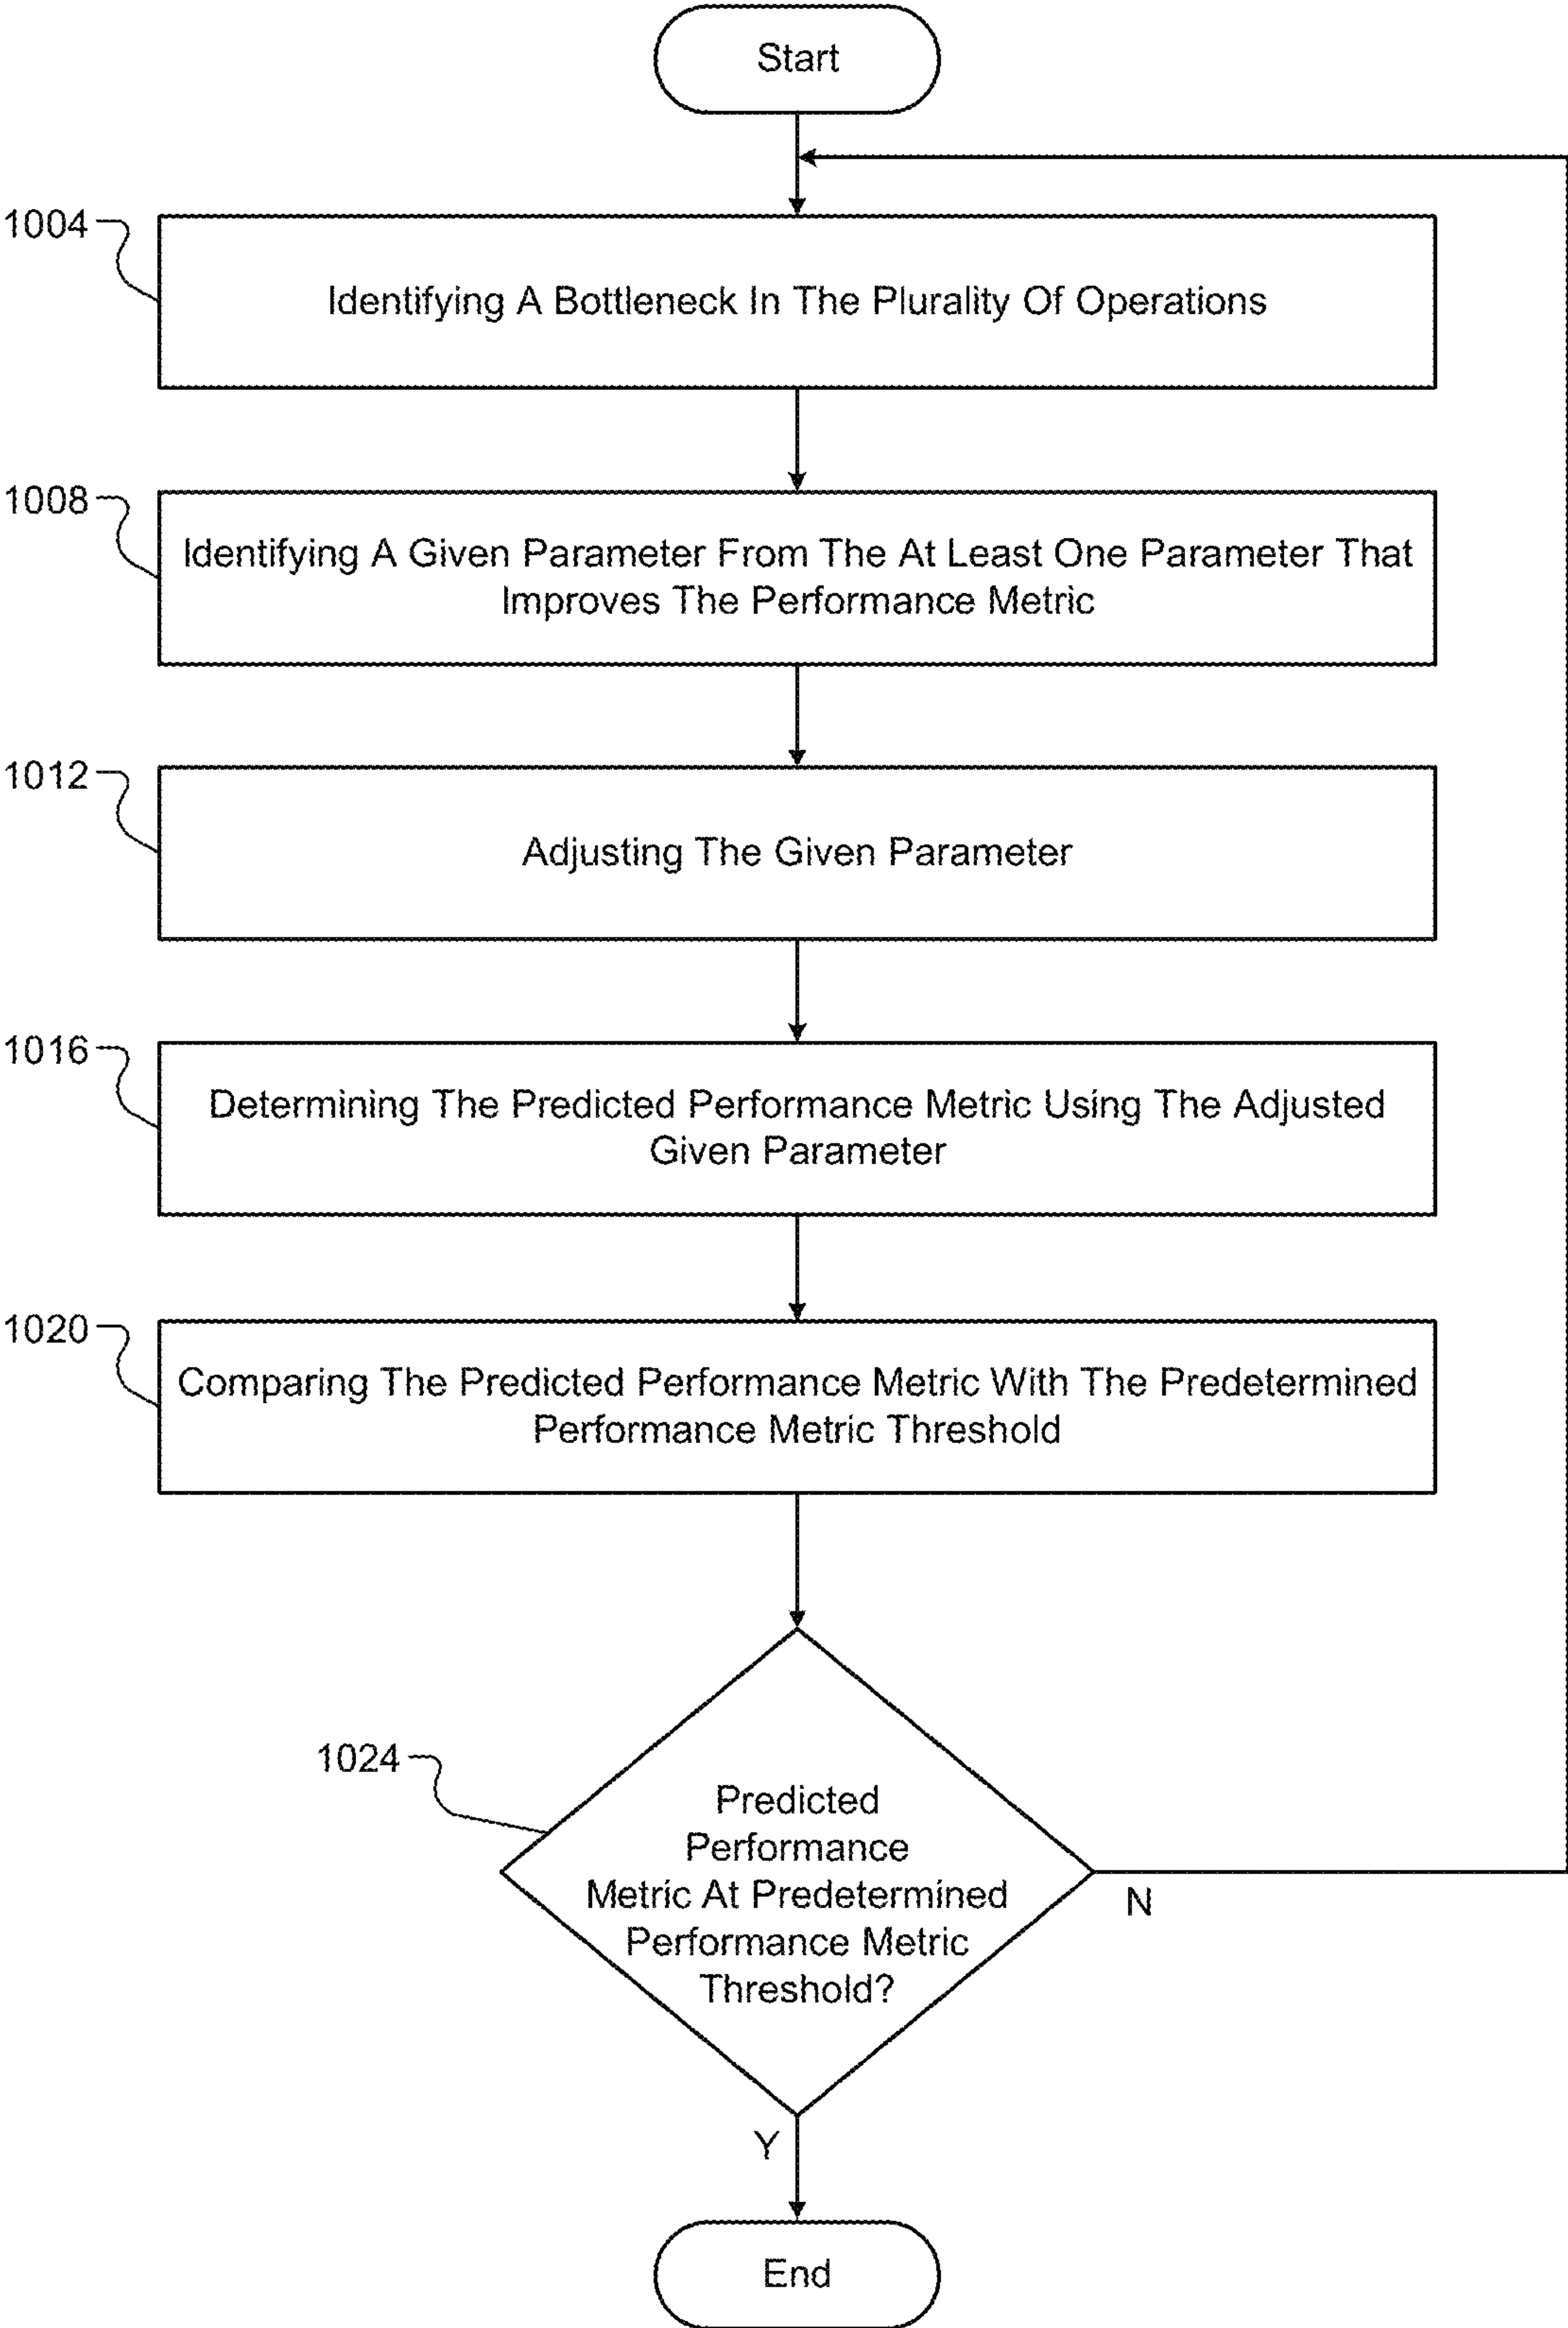 Start
1004
Identifying A Bottleneck In The Plurality Of Operations
1008
Identifying A Given Parameter From The At Least One Parameter That
Improves The Performance Metric
1012
Adjusting The Given Parameter
1016
Determining The Predicted Performance Metric Using The Adjusted
Given Parameter
1020
Comparing The Predicted Performance Metric With The Predetermined
Performance Metric Threshold
1024
Predicted
Performance
Metric At Predetermined
Performance Metric
Threshold?
N
Y
End